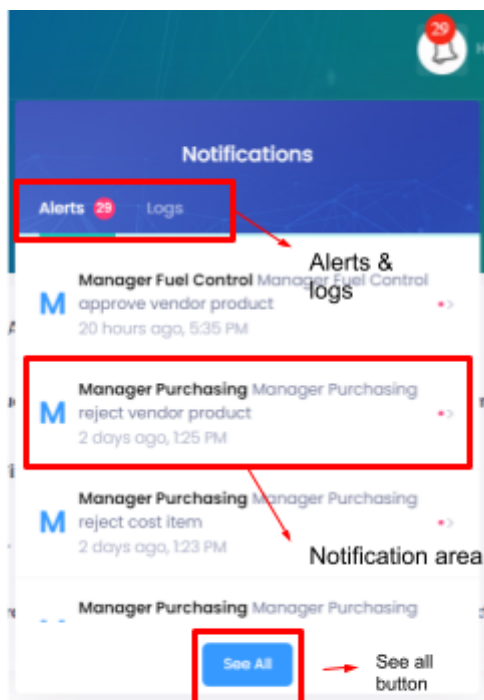 29
Notifications
Alerts 29 Logs
Alerts &
logs
Manager Fuel Control Manager Fuel Control
approve vendor product
20 hours ago, 5:35 PM
M
Manager Purchasing Manager Purchasing
reject vendor product
2 days ago, 1:25 PM
M
Manager Purchasing Manager Purchasing
reject cost item
2 days ago, 1:23 PM
M
Notification area
Manager Purchasing Manager Purchasing
See All
See all
button